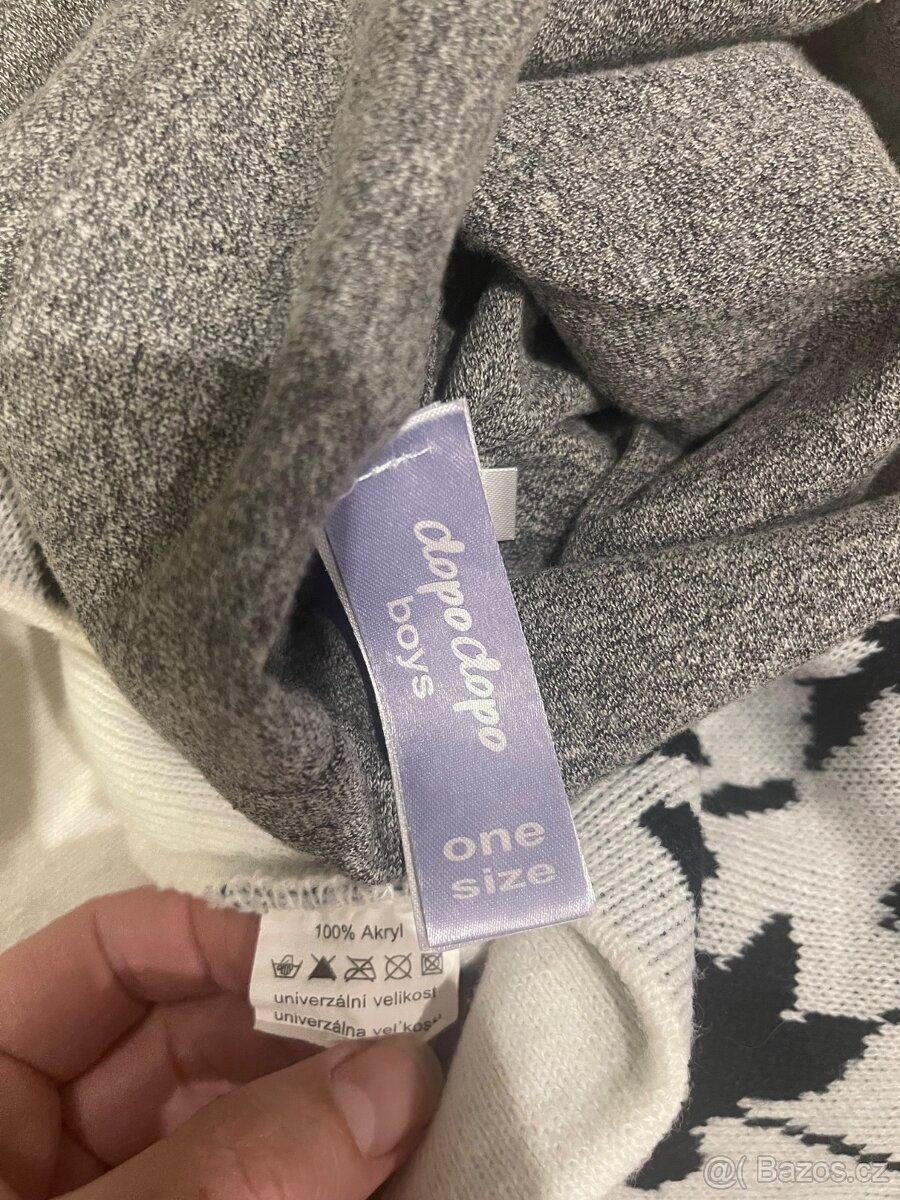 dopodopo
boys
one
size
100% Akryl
univerzální velikost
univerzálna veľkosť
@( Bazos.cz